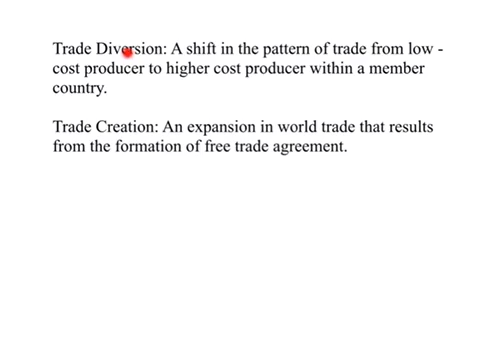 Trade Diversion: A shift in the pattern of trade from low -
cost producer to higher cost producer within a member
country.
Trade Creation: An expansion in world trade that results
from the formation of free trade agreement.